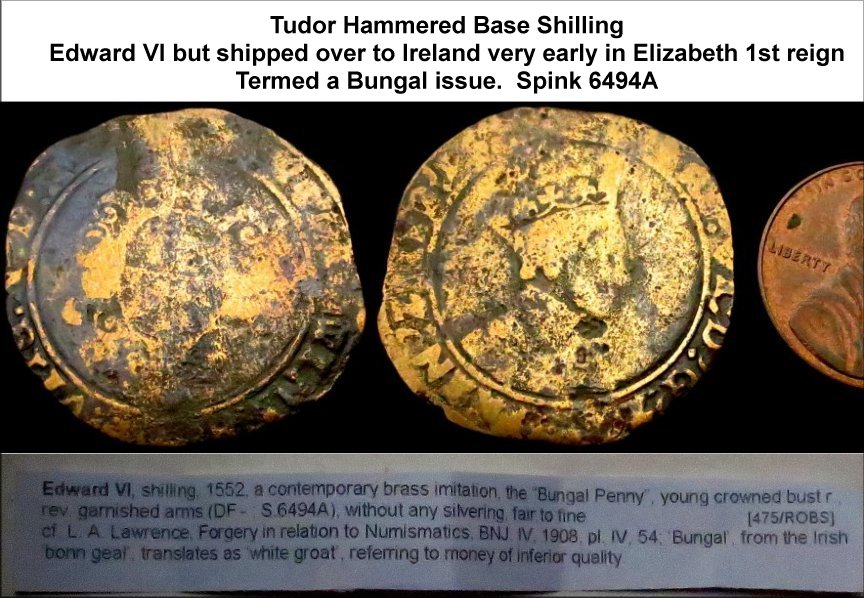 Tudor Hammered Base Shilling
Edward VI but shipped over to Ireland very early in Elizabeth 1st reign
Termed a Bungal issue.  Spink 6494A
LIBERTY
Edward VI, shilling, 1552, a contemporary brass imitation, the "Bungal Penny", young crowned bust r.,
rev. garnished arms (DF - ; S.6494A), without any silvering, fair to fine [475/ROBS]
cf. L. A. Lawrence, Forgery in relation to Numismatics, BNJ IV, 1908, pl. IV, 54; 'Bungal', from the Irish
'bonn geal', translates as 'white groat', referring to money of inferior quality